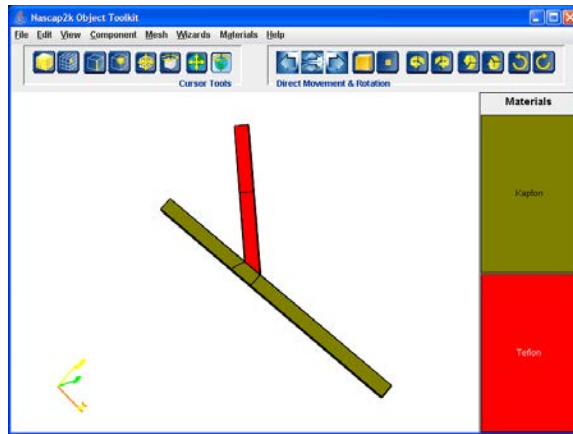 Nascap2k Object Toolkit
File Edit View Component Mesh Wizards Materials Help
Cursor Tools
Direct Movement & Rotation
Materials
Kapton
Teflon